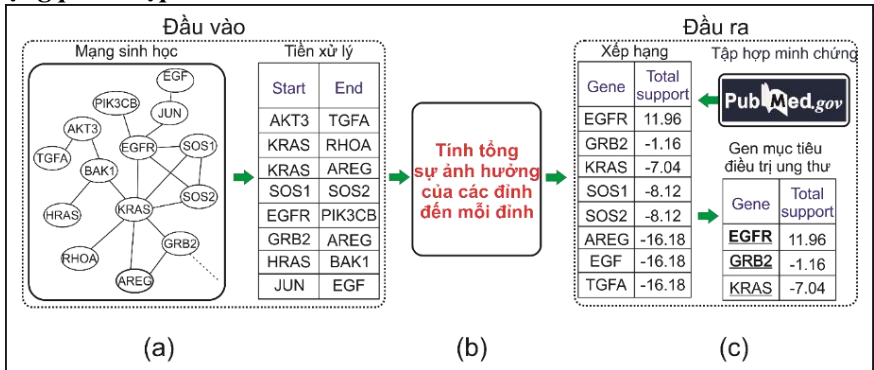 Đầu vào
Đầu ra
Mạng sinh học
Tiền xử lý
Xếp hạng
Tập hợp minh chứng
EGF
PIK3CB
JUN
AKT3
EGFR
SOS1
TGFA
BAK1
SOS2
HRAS
KRAS
GRB2
RHOA
AREG
Start End
AKT3 TGFA
KRAS RHOA
KRAS AREG
SOS1 SOS2
EGFR PIK3CB
GRB2 AREG
HRAS BAK1
JUN EGF
Tính tổng
sự ảnh hưởng
của các đỉnh
đến mỗi đỉnh
Gene Total support
EGFR 11.96
GRB2 -1.16
KRAS -7.04
SOS1 -8.12
SOS2 -8.12
AREG -16.18
EGF -16.18
TGFA -16.18
PubMed.gov
Gen mục tiêu
điều trị ung thư
Gene Total support
EGFR 11.96
GRB2 -1.16
KRAS -7.04
(a)
(b)
(c)